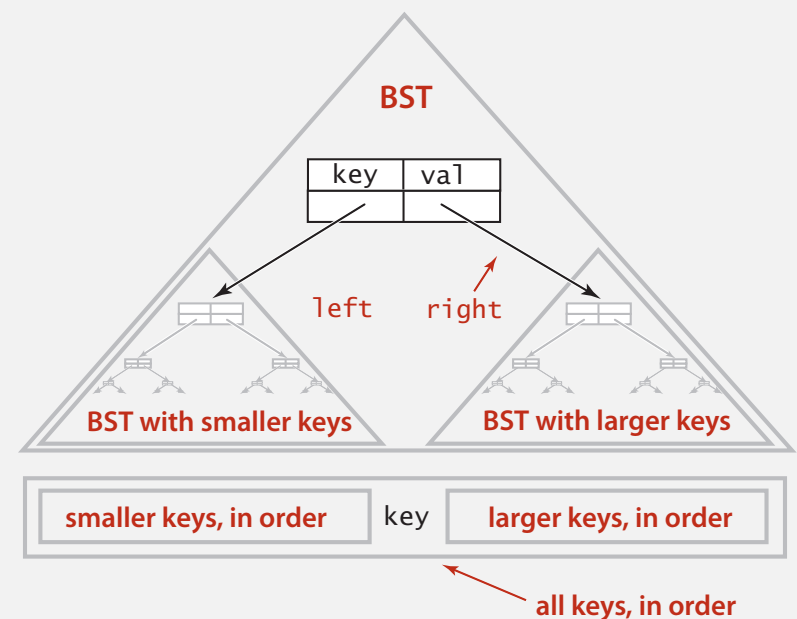 BST
key val
left right
BST with smaller keys BST with larger keys
smaller keys, in order key larger keys, in order
all keys, in order